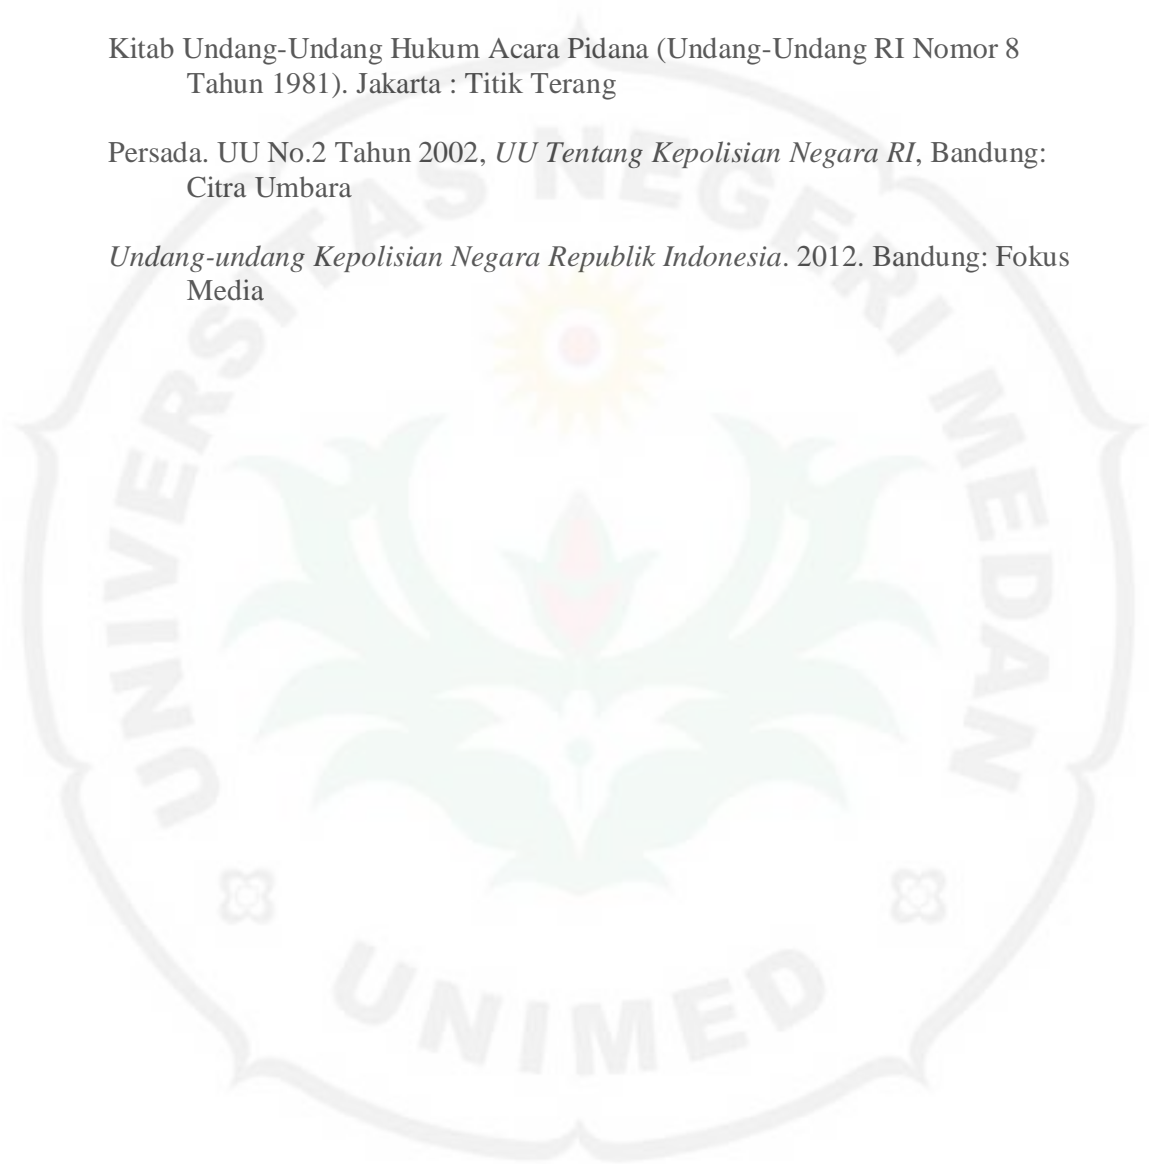 Kitab Undang-Undang Hukum Acara Pidana (Undang-Undang RI Nomor 8
Tahun 1981). Jakarta : Titik Terang
Persada. UU No.2 Tahun 2002, UU Tentang Kepolisian Negara RI, Bandung:
Citra Umbara
Undang-undang Kepolisian Negara Republik Indonesia. 2012. Bandung: Fokus
Media
UNIVERSITAS NEGERI MEDAN
UNIMED